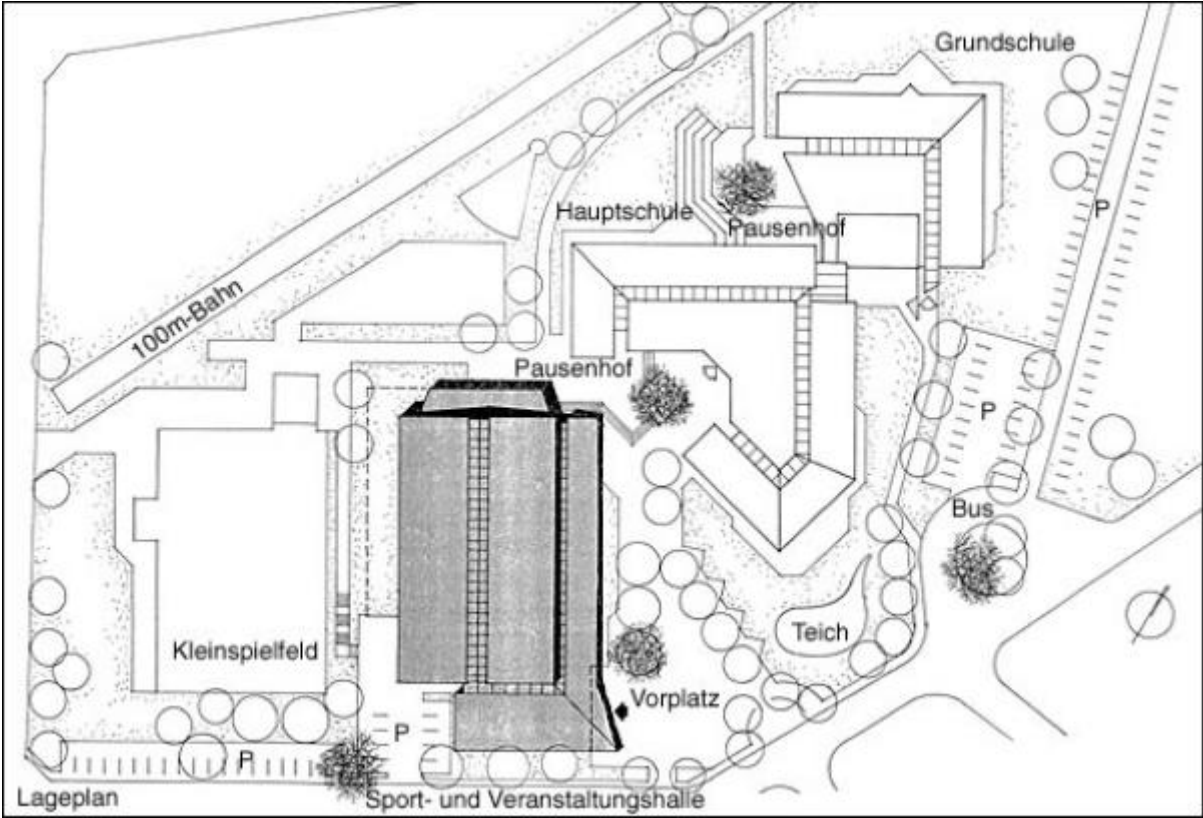 Grundschule
P
Hauptschule
Pausenhof
100m-Bahn
Pausenhof
P
Bus
Teich
Kleinspielfeld
Vorplatz
P
P
Lageplan
Sport- und Veranstaltungshalle